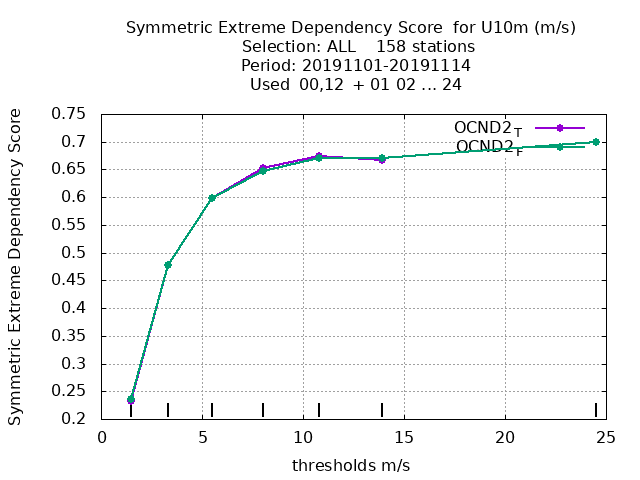 Symmetric Extreme Dependency Score  for U10m (m/s)
Selection: ALL    158 stations
Period: 20191101-20191114
Used  00,12  + 01 02 ... 24
Symmetric Extreme Dependency Score
0.75
0.7
0.65
0.6
0.55
0.5
0.45
0.4
0.35
0.3
0.25
0.2
OCND2T
OCND2F
0 5 10 15 20 25
thresholds m/s